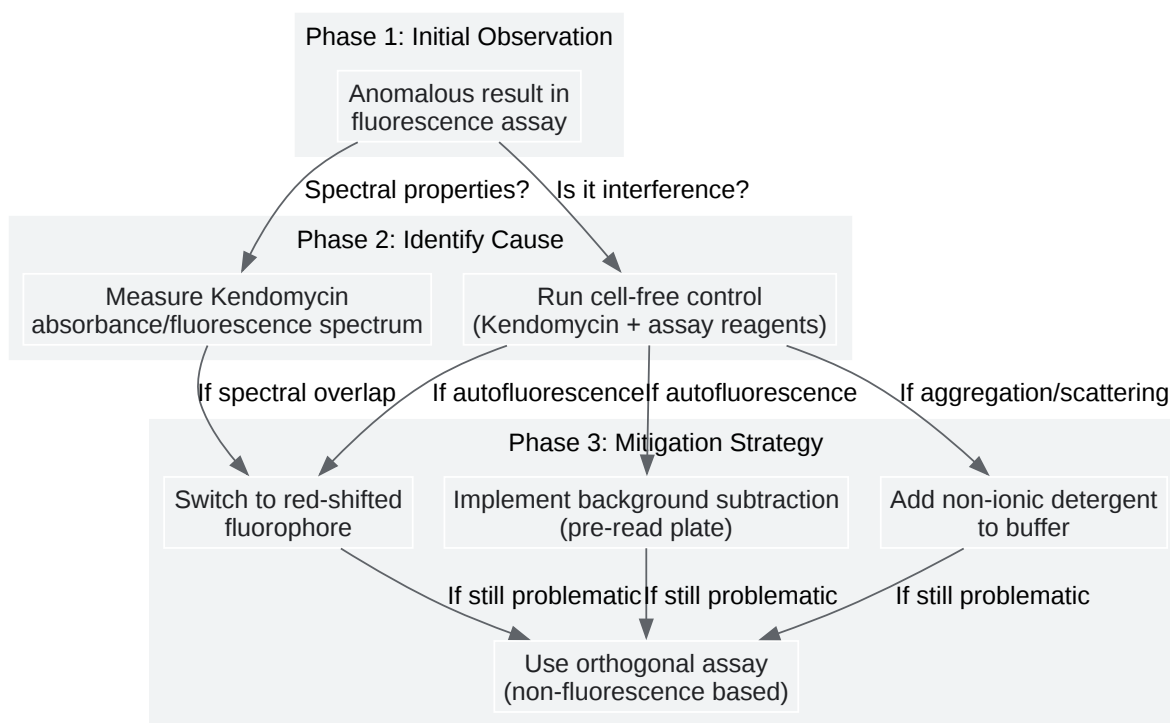 Phase 1: Initial Observation
Anomalous result in
fluorescence assay
Spectral properties?
Is it interference?
Phase 2: Identify Cause
Measure Kendomycin
absorbance/fluorescence spectrum
Run cell-free control
(Kendomycin + assay reagents)
If spectral overlap
If autofluorescence
If autofluorescence
If aggregation/scattering
Phase 3: Mitigation Strategy
Switch to red-shifted
fluorophore
Implement background subtraction
(pre-read plate)
Add non-ionic detergent
to buffer
If still problematic
If still problematic
If still problematic
Use orthogonal assay
(non-fluorescence based)